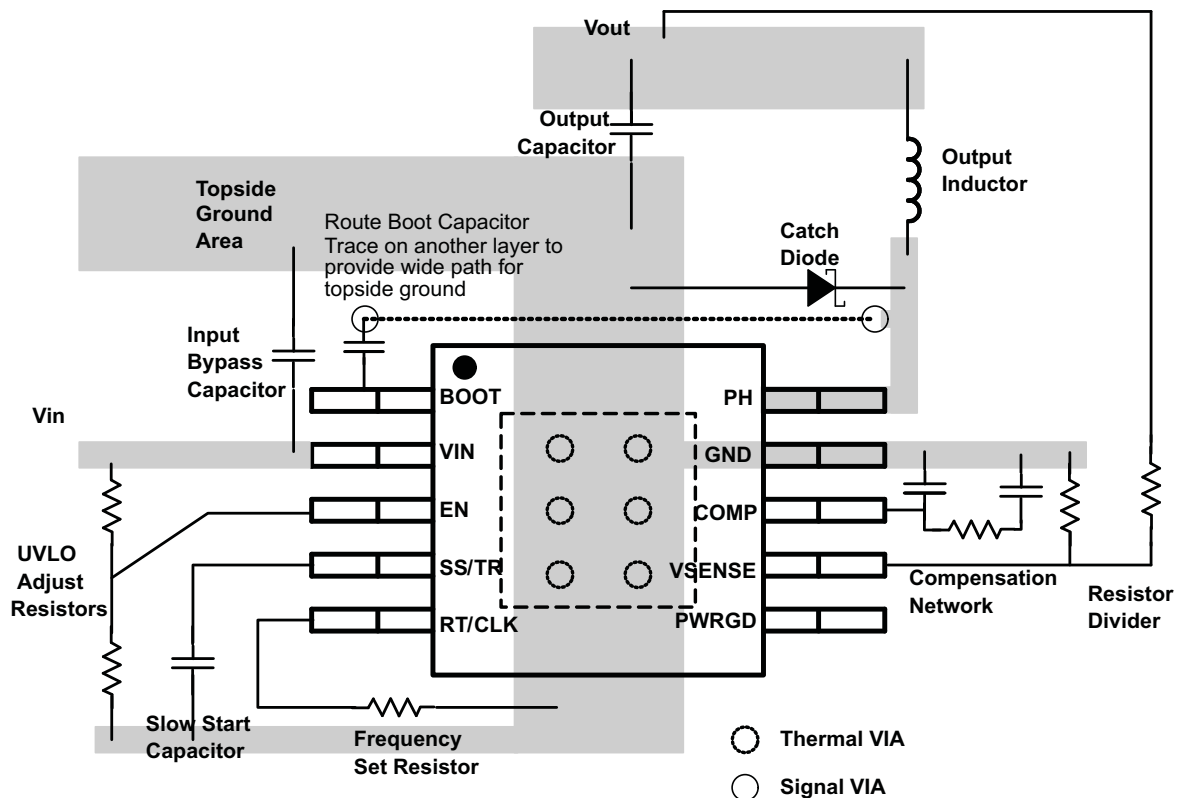 Vout
Output
Capacitor
Output
Inductor
Topside
Ground
Area
Route Boot Capacitor
Trace on another layer to
provide wide path for
topside ground
Catch
Diode
Input
Bypass
Capacitor
Vin
BOOT
VIN
EN
SS/TR
RT/CLK
PH
GND
COMP
VSENSE
PWRGD
UVLO
Adjust
Resistors
Compensation
Network
Resistor
Divider
Slow Start
Capacitor
Frequency
Set Resistor
Thermal VIA
Signal VIA